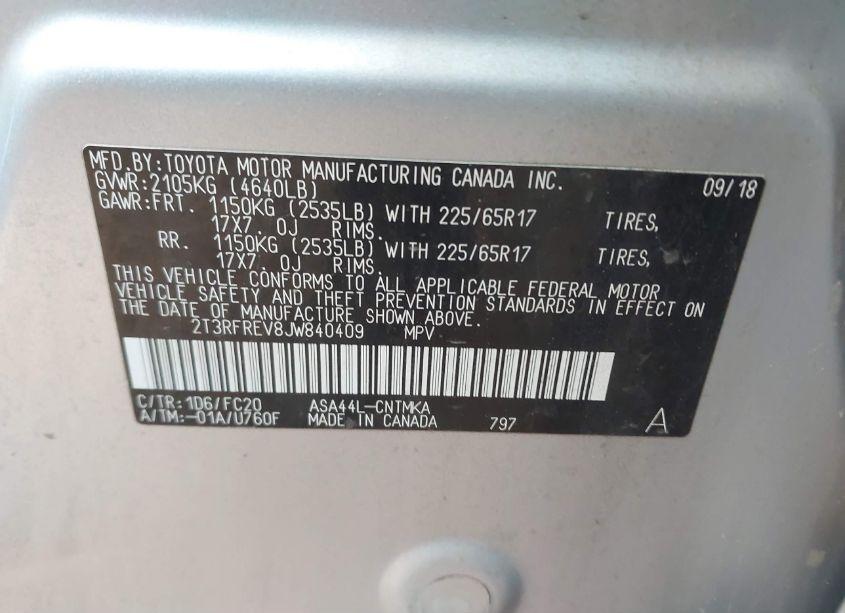 MFD.BY:TOYOTA MOTOR MANUFACTURING CANADA INC. 09/18
GVWR:2105KG (4640LB)
GAWR:FRT. 1150KG (2535LB) WITH 225/65R17 TIRES,
17X7. 0J RIMS.
RR. 1150KG (2535LB) WITH 225/65R17 TIRES,
17X7. 0J RIMS.
THIS VEHICLE CONFORMS TO ALL APPLICABLE FEDERAL MOTOR
VEHICLE SAFETY AND THEFT PREVENTION STANDARDS IN EFFECT ON
THE DATE OF MANUFACTURE SHOWN ABOVE.
2T3RFREV8JW840409 MPV
C/TR:1D6/FC20 ASA44L-CNTMKA
A/TM:-01A/U760F MADE IN CANADA 797 A